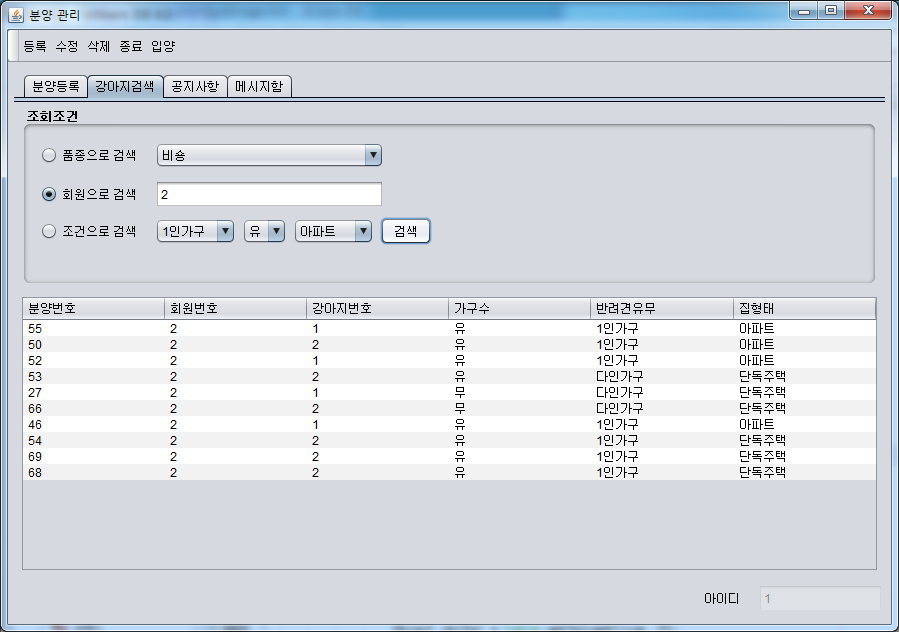 분양 관리
등록 수정 삭제 종료 입양
분양등록 강아지검색 공지사항 메시지함
조회조건
품종으로 검색 비숑
회원으로 검색 2
조건으로 검색 1인가구 유 아파트 검색
분양번호 회원번호 강아지번호 가구수 반려견유무 집형태
55 2 1 유 1인가구 아파트
50 2 2 유 1인가구 아파트
52 2 1 유 1인가구 아파트
53 2 2 유 다인가구 단독주택
27 2 1 무 다인가구 단독주택
66 2 2 무 다인가구 단독주택
46 2 1 유 1인가구 아파트
54 2 2 유 1인가구 단독주택
69 2 2 유 1인가구 단독주택
68 2 2 유 1인가구 단독주택
아이디 1